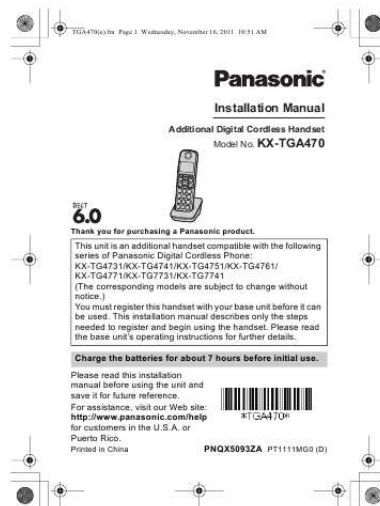 TGA470(e).fm Page 1 Wednesday, November 16, 2011 10:51 AM
Panasonic
Installation Manual
Additional Digital Cordless Handset
Model No. KX-TGA470
DECT
6.0
Thank you for purchasing a Panasonic product.
This unit is an additional handset compatible with the following
series of Panasonic Digital Cordless Phone:
KX-TG4731/KX-TG4741/KX-TG4751/KX-TG4761/
KX-TG4771/KX-TG7731/KX-TG7741
(The corresponding models are subject to change without
notice.)
You must register this handset with your base unit before it can
be used. This installation manual describes only the steps
needed to register and begin using the handset. Please read
the base unit's operating instructions for further details.
Charge the batteries for about 7 hours before initial use.
Please read this installation
manual before using the unit and
save it for future reference.
For assistance, visit our Web site:
http://www.panasonic.com/help
for customers in the U.S.A. or
Puerto Rico.
*TGA470*
Printed in China
PNQX5093ZA PT1111MG0 (D)